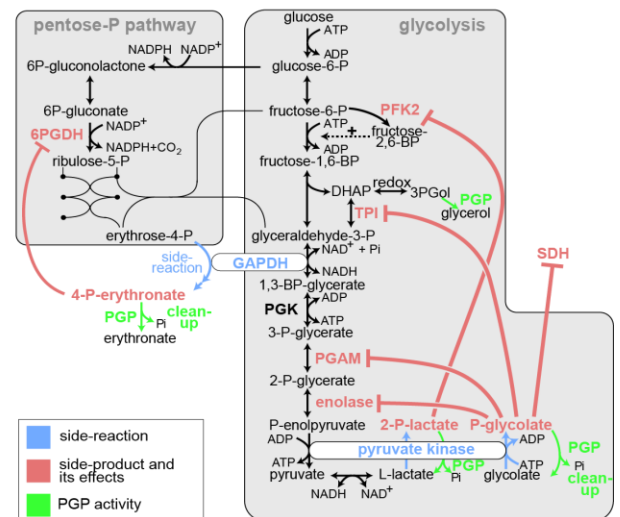 pentose-P pathway
glycolysis
glucose
ATP
ADP
NADPH NADP+
6P-gluconolactone
glucose-6-P
6P-gluconate
6PGDH
NADP+
NADPH+CO2
ribulose-5-P
fructose-6-P
PFK2
ATP
ADP
+
fructose-
2,6-BP
fructose-1,6-BP
DHAP
redox
3PGol
PGP
glycerol
TPI
erythrose-4-P
glyceraldehyde-3-P
side-
reaction
GAPDH
NAD+ + Pi
NADH
SDH
4-P-erythronate
1,3-BP-glycerate
PGP
Pi
clean-
up
erythronate
PGK
ADP
ATP
3-P-glycerate
PGAM
2-P-glycerate
enolase
P-enolpyruvate
2-P-lactate
P-glycolate
ADP
ATP
pyruvate kinase
ADP
ATP
PGP
Pi
PGP
Pi
clean-
up
pyruvate
NADH
NAD+
L-lactate
glycolate
side-reaction
side-product and
its effects
PGP activity